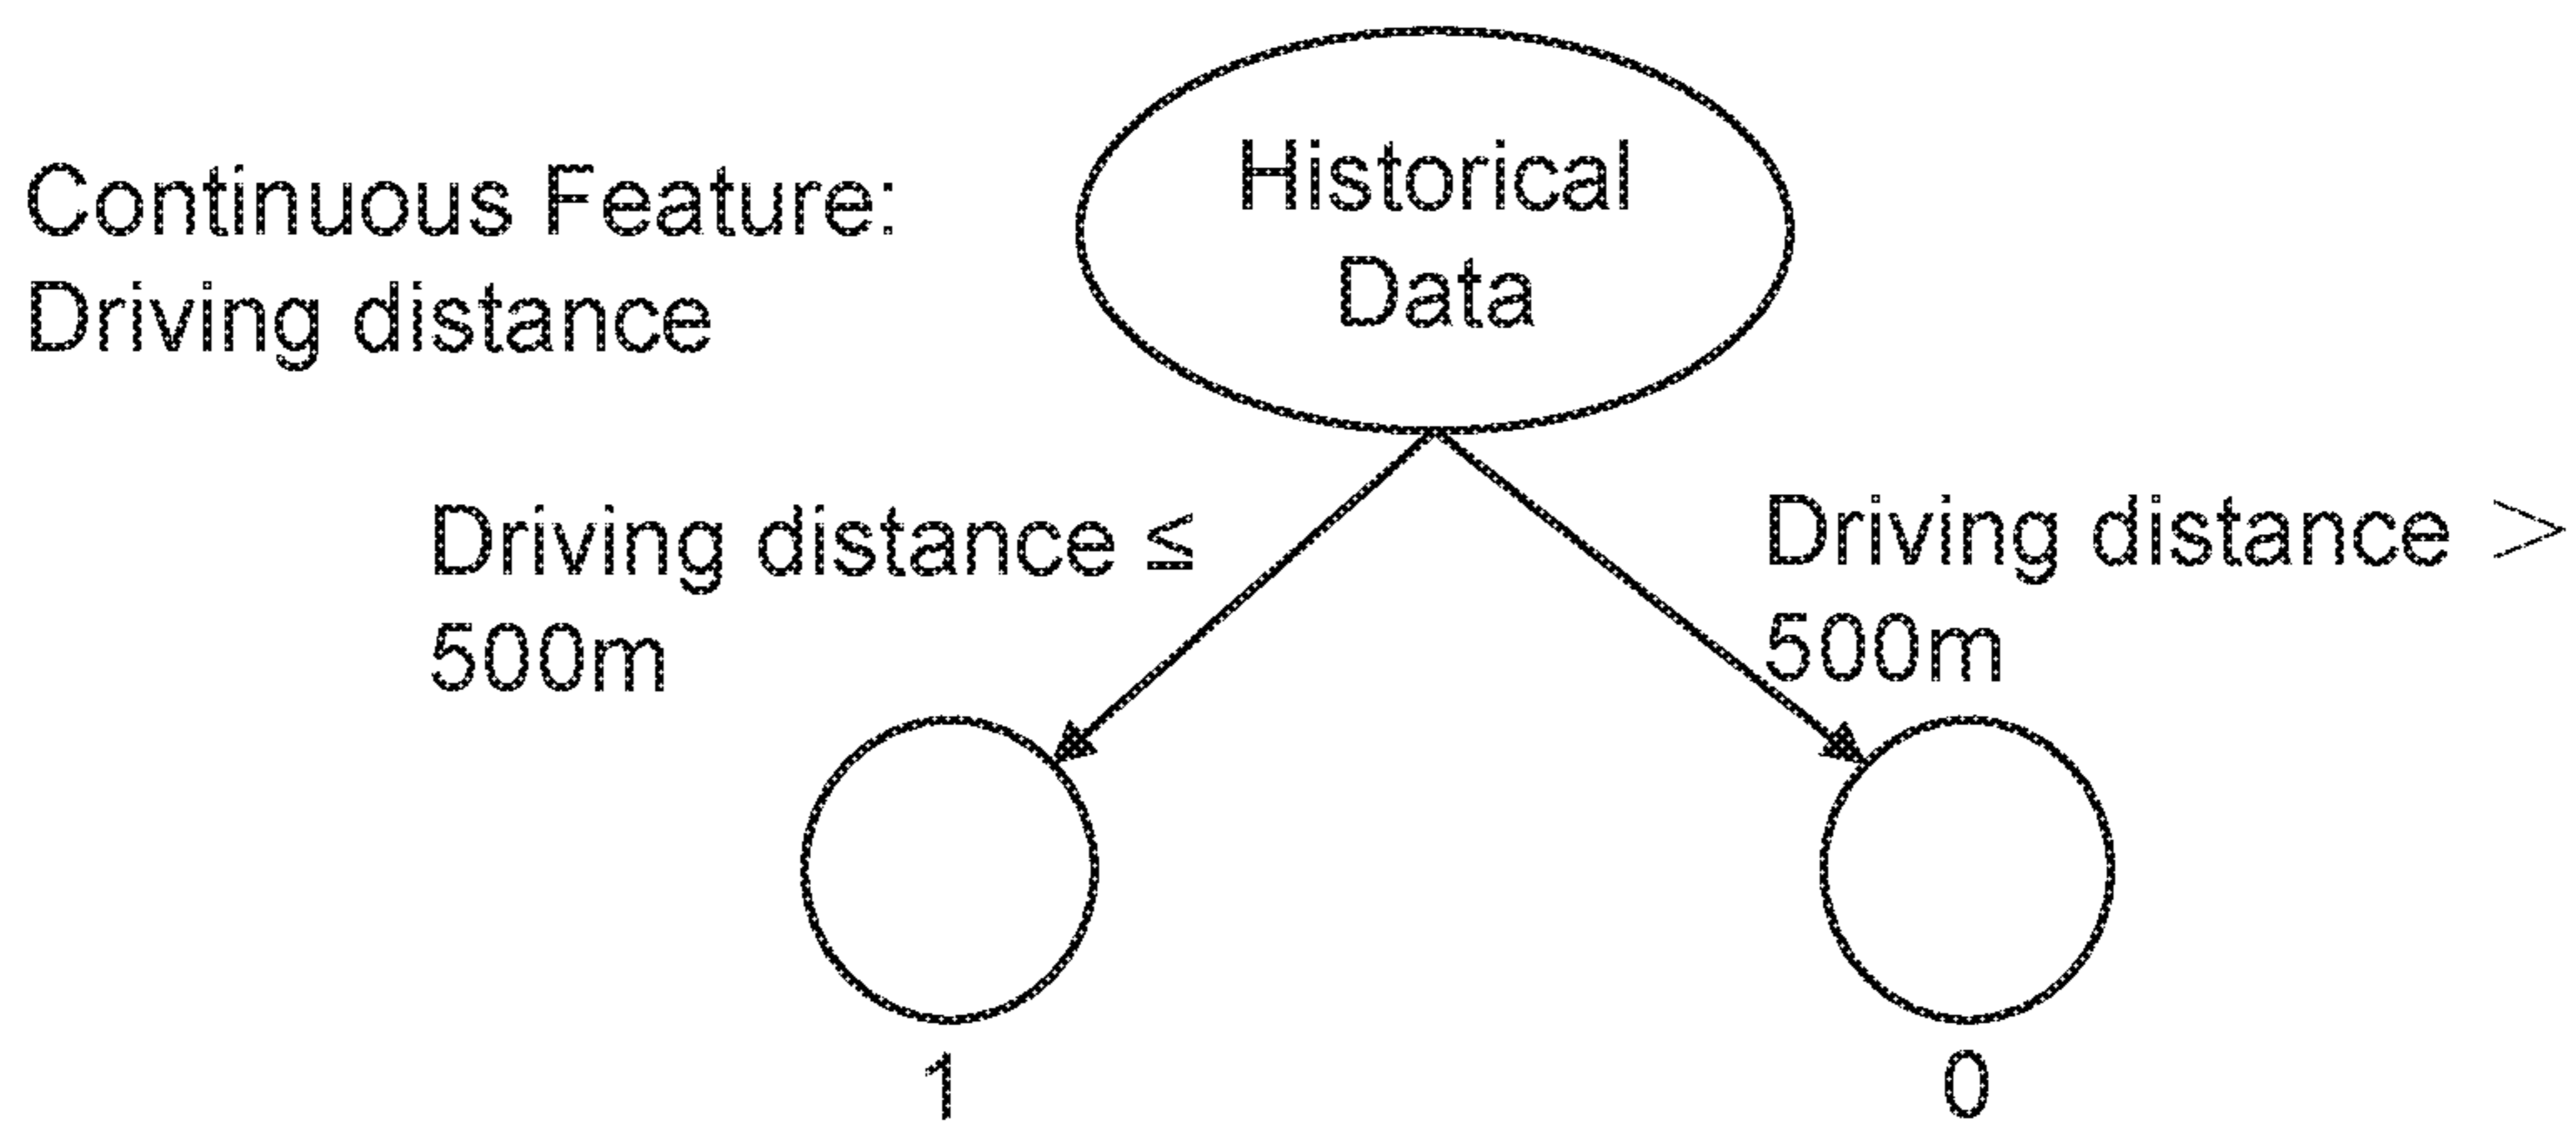 Continuous Feature:
Driving distance
Historical
Data
Driving distance ≤
500m
Driving distance >
500m
1
0